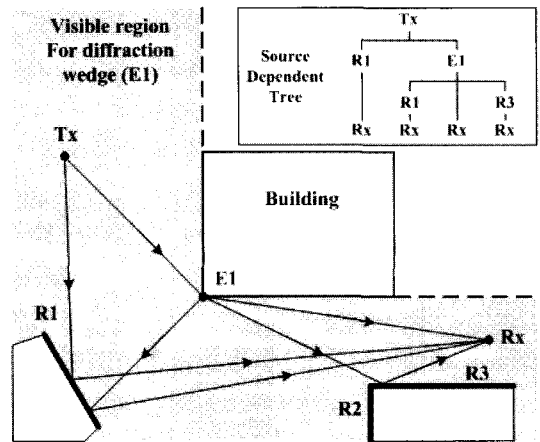 Visible region
For diffraction
wedge (E1)
Source
Dependent
Tree
Tx
R1 E1
R1 R3
Rx Rx Rx Rx
Tx
Building
E1
R1
Rx
R3
R2